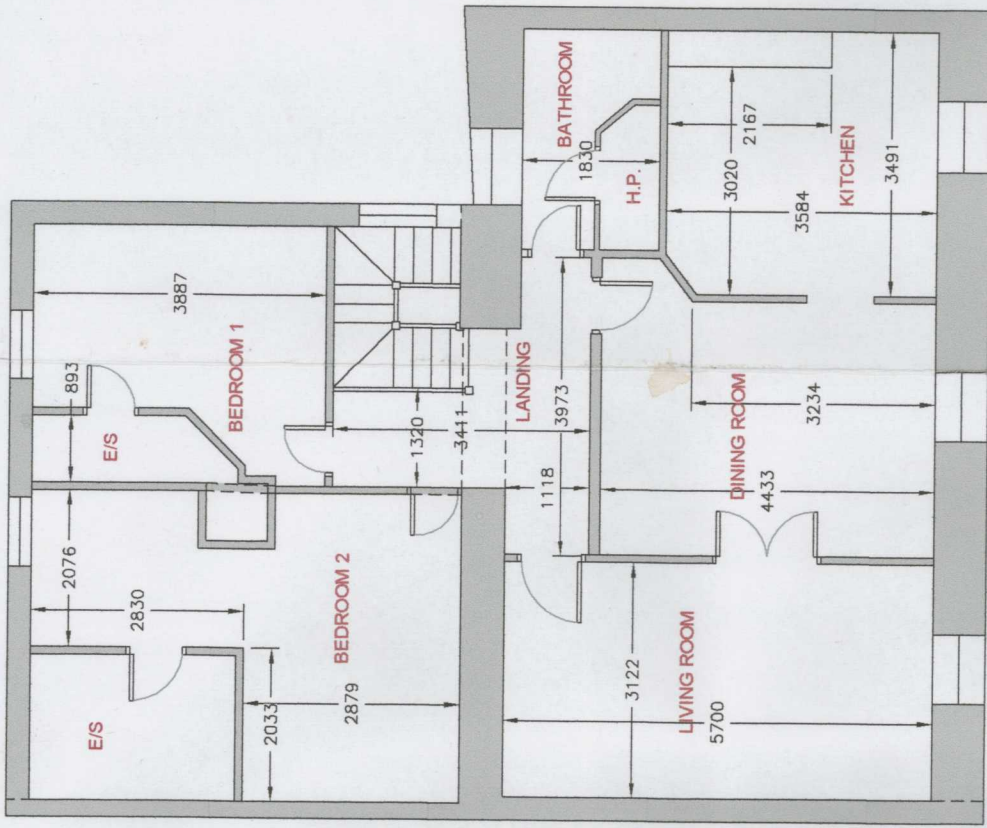 BATHROOM
1830
H.P.
2167
3020
3584
3491
KITCHEN
3887
BEDROOM 1
893
E/S
LANDING
3973
1320
3411
1118
DINING ROOM
3234
4433
2076
2830
BEDROOM 2
E/S
2033
2879
3122
LIVING ROOM
5700